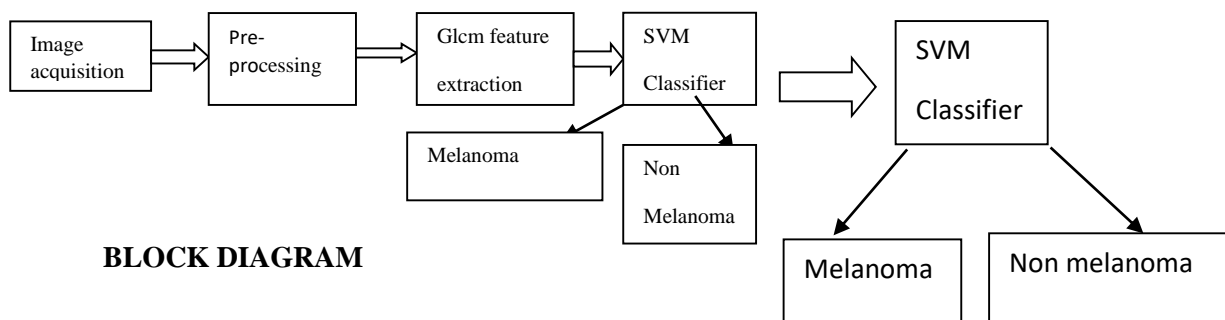 Image
acquisition
Pre-
processing
Glcm feature
extraction
SVM
Classifier
Melanoma
Non
Melanoma
SVM
Classifier
Melanoma
Non melanoma
BLOCK DIAGRAM